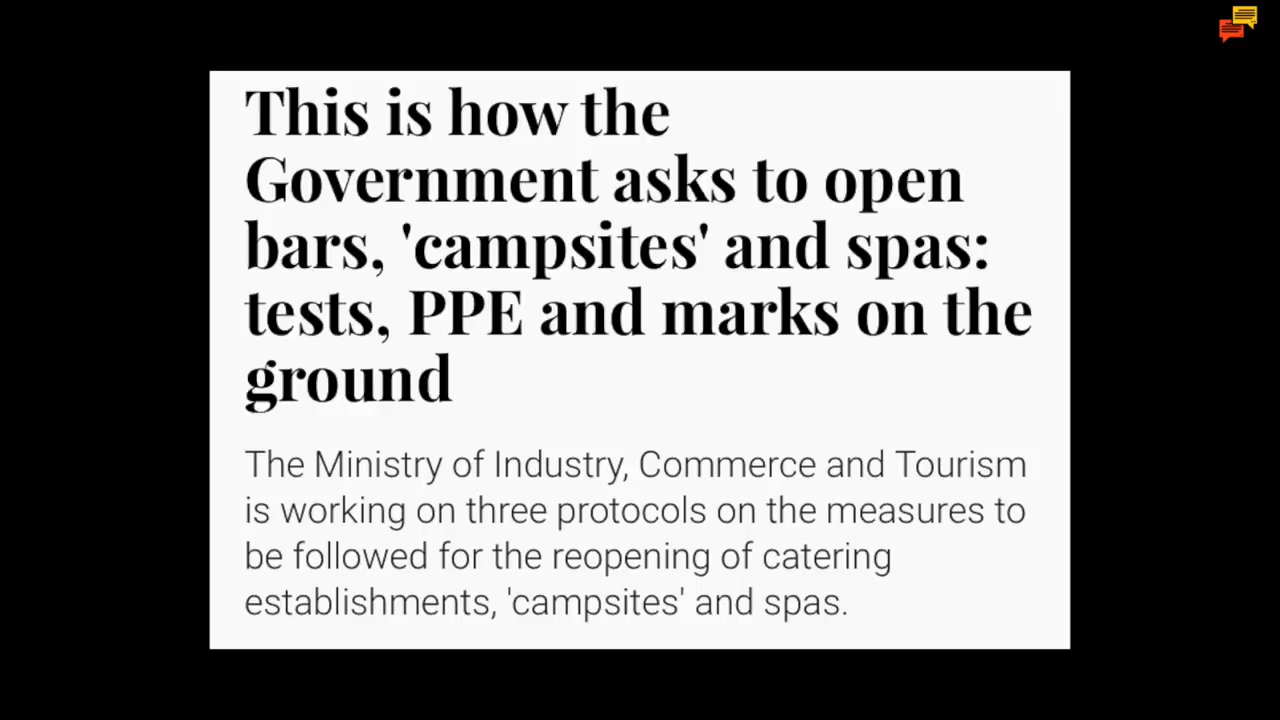 This is how the
Government asks to open
bars, 'campsites' and spas:
tests, PPE and marks on the
ground
The Ministry of Industry, Commerce and Tourism
is working on three protocols on the measures to
be followed for the reopening of catering
establishments, 'campsites' and spas.